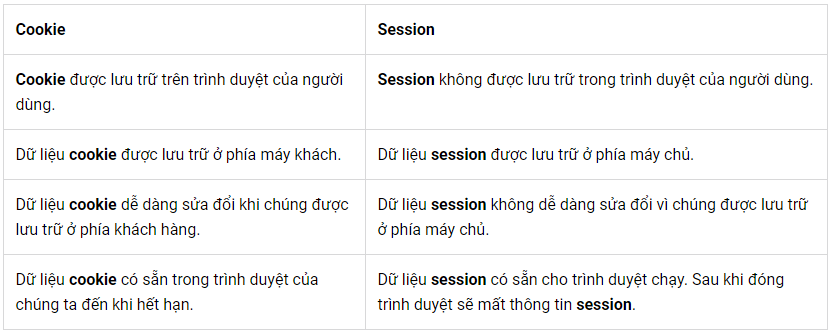 Cookie
Session
Cookie được lưu trữ trên trình duyệt của người
dùng.
Session không được lưu trữ trong trình duyệt của người dùng.
Dữ liệu cookie được lưu trữ ở phía máy khách.
Dữ liệu session được lưu trữ ở phía máy chủ.
Dữ liệu cookie dễ dàng sửa đổi khi chúng được
lưu trữ ở phía khách hàng.
Dữ liệu session không dễ dàng sửa đổi vì chúng được lưu trữ
ở phía máy chủ.
Dữ liệu cookie có sẵn trong trình duyệt của
chúng ta đến khi hết hạn.
Dữ liệu session có sẵn cho trình duyệt chạy. Sau khi đóng
trình duyệt sẽ mất thông tin session.